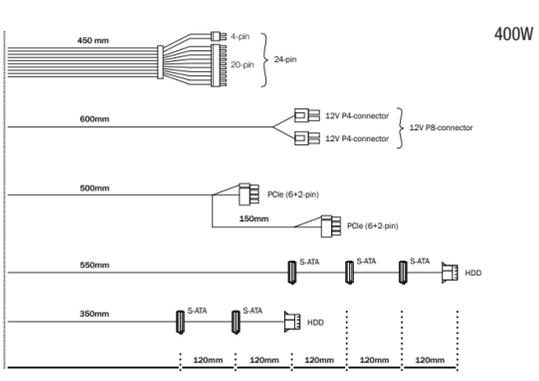 400W
450 mm
4-pin
20-pin
24-pin
600mm
12V P4-connector
12V P4-connector
12V P8-connector
500mm
PCIe (6+2-pin)
150mm
PCIe (6+2-pin)
550mm
S-ATA
S-ATA
S-ATA
HDD
350mm
S-ATA
S-ATA
HDD
120mm 120mm 120mm 120mm 120mm